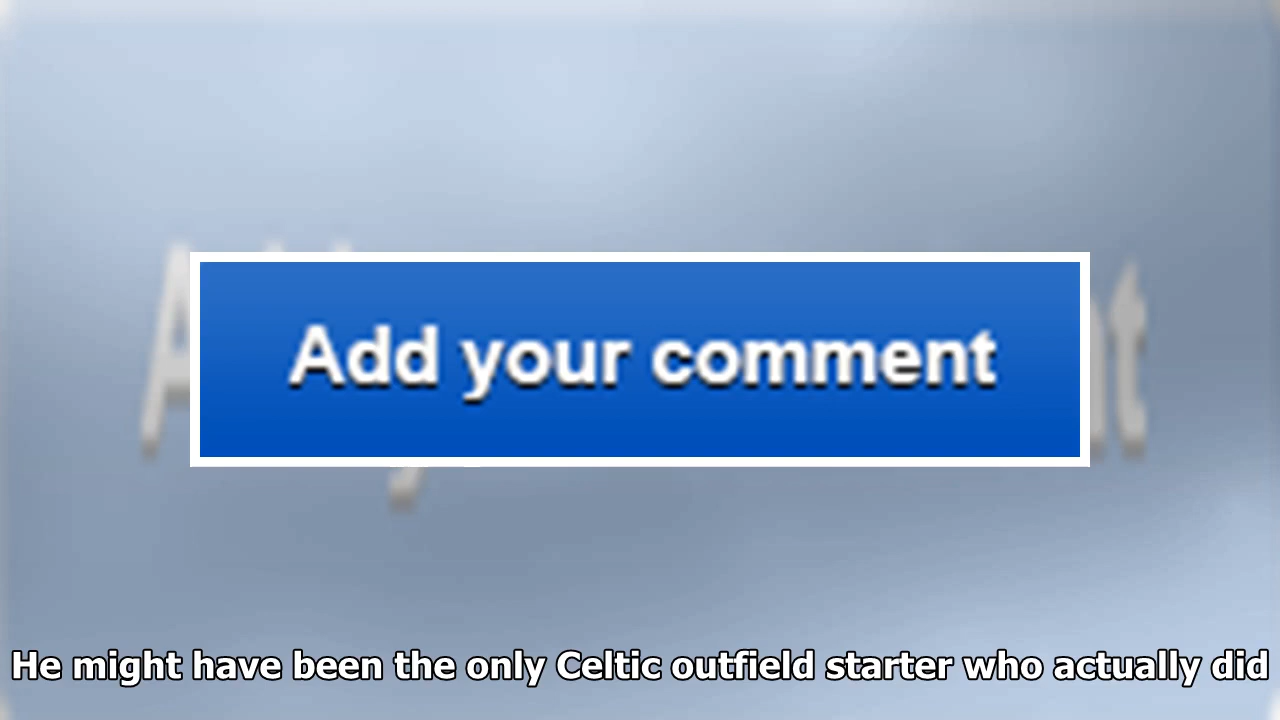 Add your comment
He might have been the only Celtic outfield starter who actually did